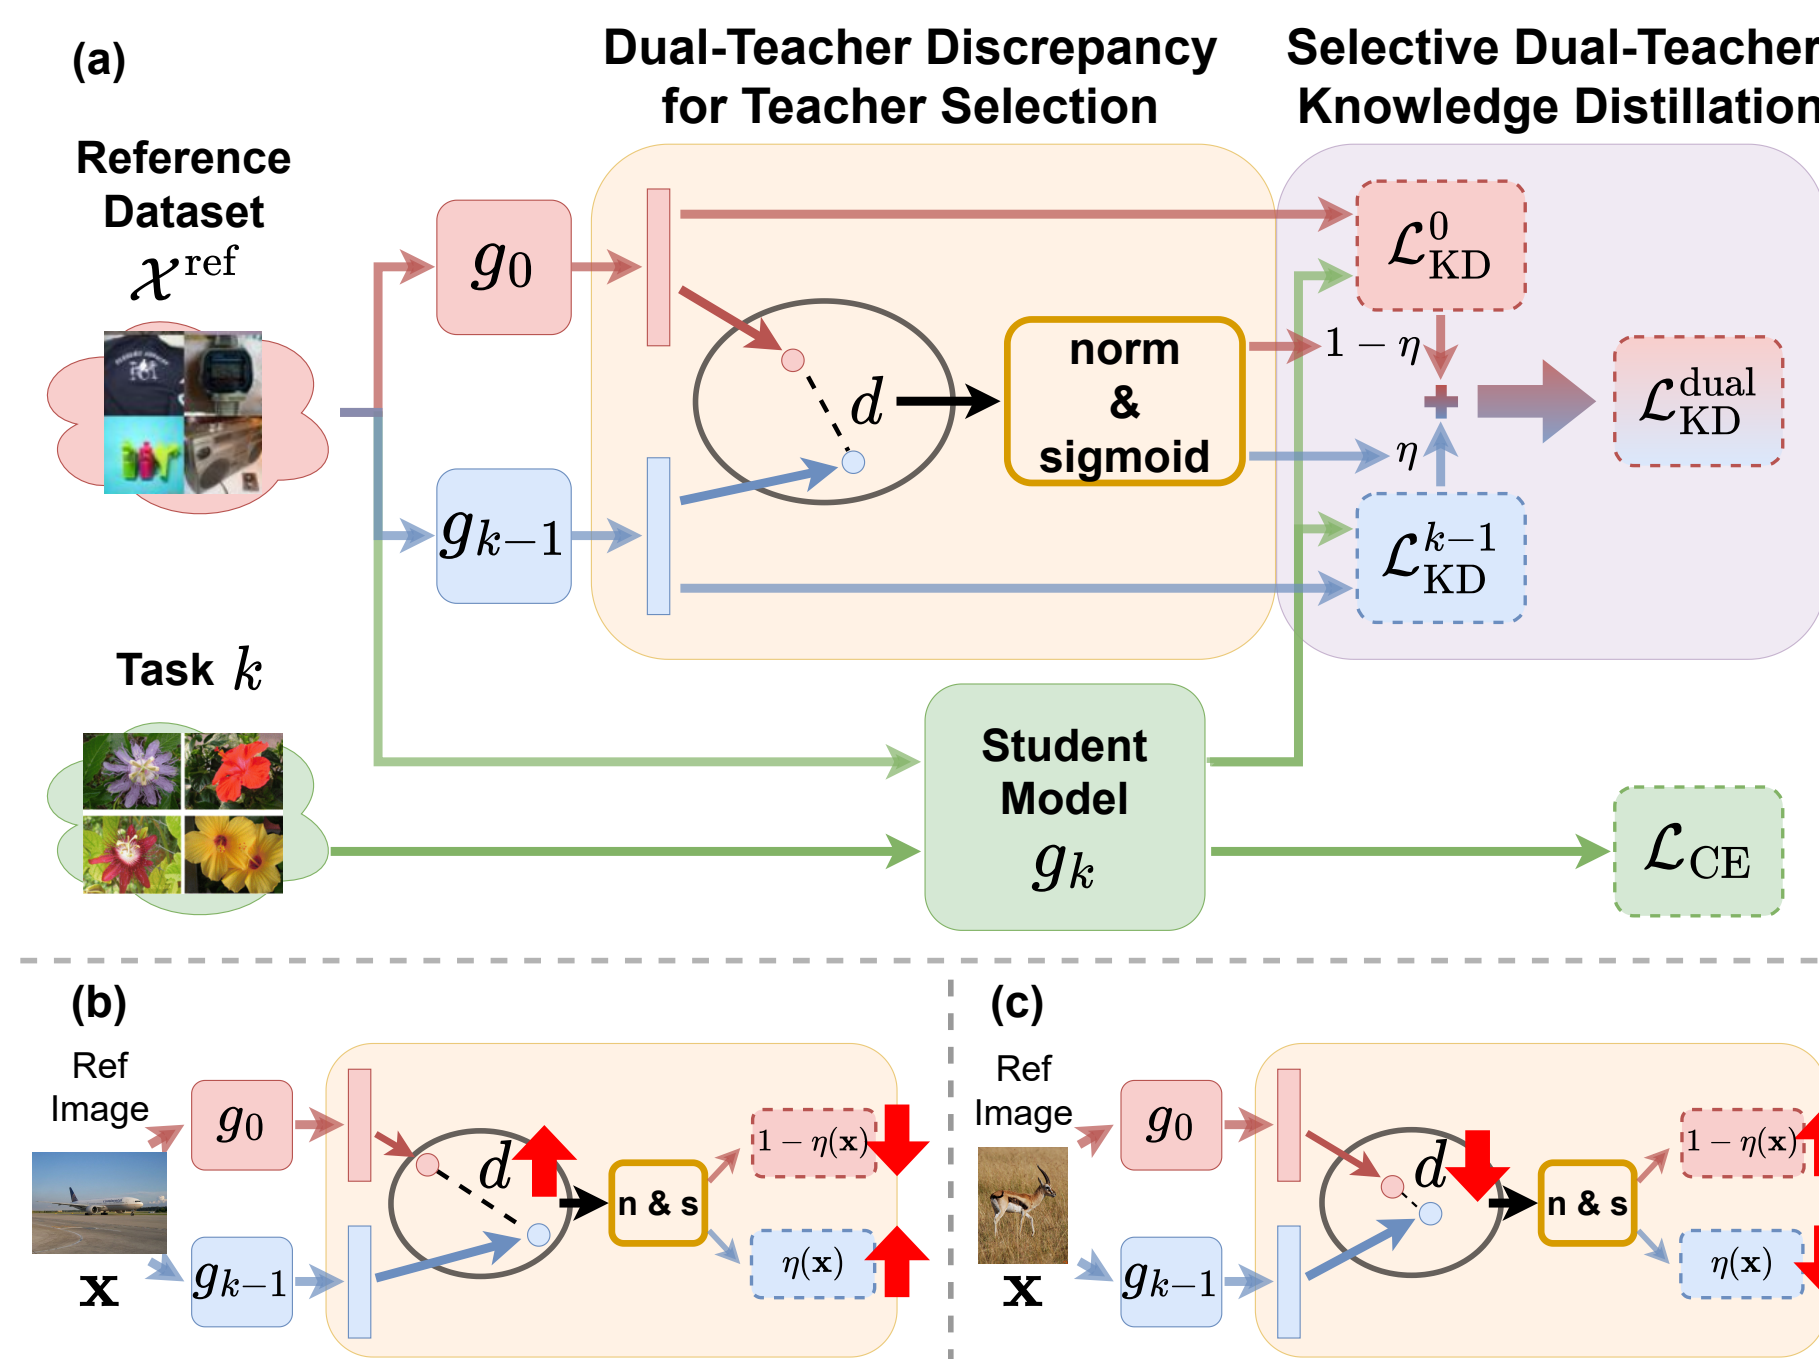 (a)
Dual-Teacher Discrepancy
for Teacher Selection
Selective Dual-Teacher
Knowledge Distillation
Reference
Dataset
𝒳^ref
g_0
g_{k−1}
d
norm
&
sigmoid
1 − η
η
ℒ^0_KD
ℒ^{k−1}_KD
ℒ^dual_KD
Task k
Student
Model
g_k
ℒ_CE
(b)
Ref
Image
x
g_0
g_{k−1}
d
n & s
1 − η(x)
η(x)
(c)
Ref
Image
x
g_0
g_{k−1}
d
n & s
1 − η(x)
η(x)